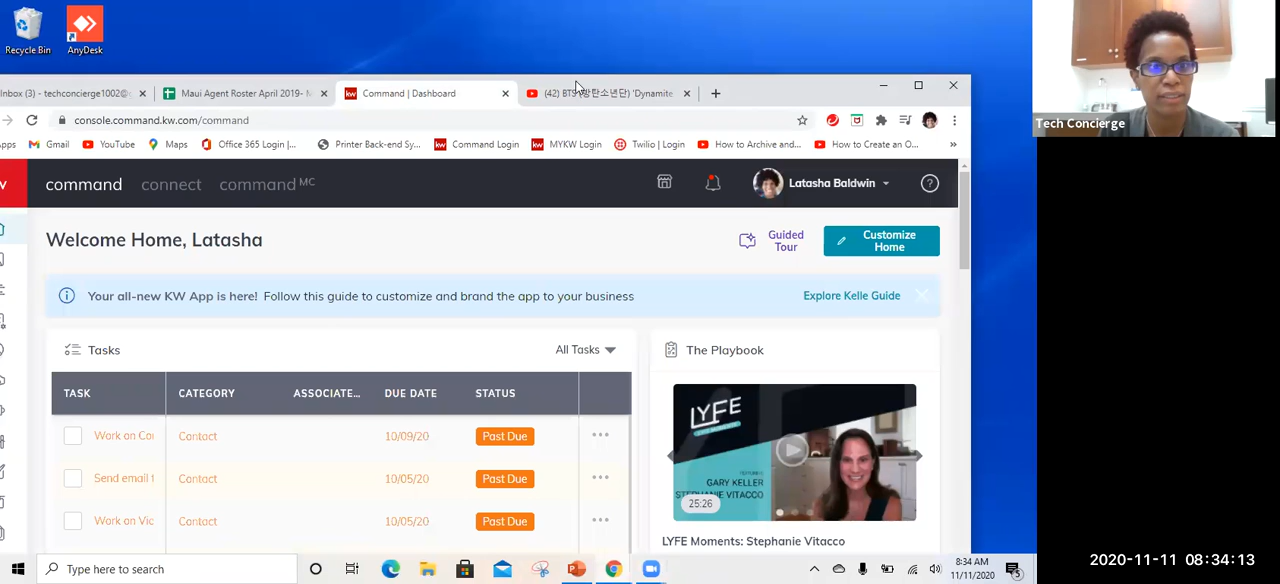 Recycle Bin
AnyDesk
Inbox (3) - techconcierge1002@
Maui Agent Roster April 2019- M
kw Command | Dashboard
(42) BTS (방탄소년단) 'Dynamite
console.command.kw.com/command
Gmail
YouTube
Maps
Office 365 Login |...
Printer Back-end Sy...
kw Command Login
kw MYKW Login
Twilio | Login
How to Archive and...
How to Create an O...
»
Tech Concierge
command
connect
command MC
Latasha Baldwin
Welcome Home, Latasha
Guided
Tour
Customize
Home
Your all-new KW App is here! Follow this guide to customize and brand the app to your business
Explore Kelle Guide
Tasks
All Tasks
The Playbook
TASK CATEGORY ASSOCIATE... DUE DATE STATUS
Work on Co Contact 10/09/20 Past Due
Send email t Contact 10/05/20 Past Due
Work on Vic Contact 10/05/20 Past Due
LYFE
FEATURING
GARY KELLER
STEPHANIE VITACCO
25:26
LYFE Moments: Stephanie Vitacco
Type here to search
8:34 AM
11/11/2020
5
2020-11-11 08:34:13